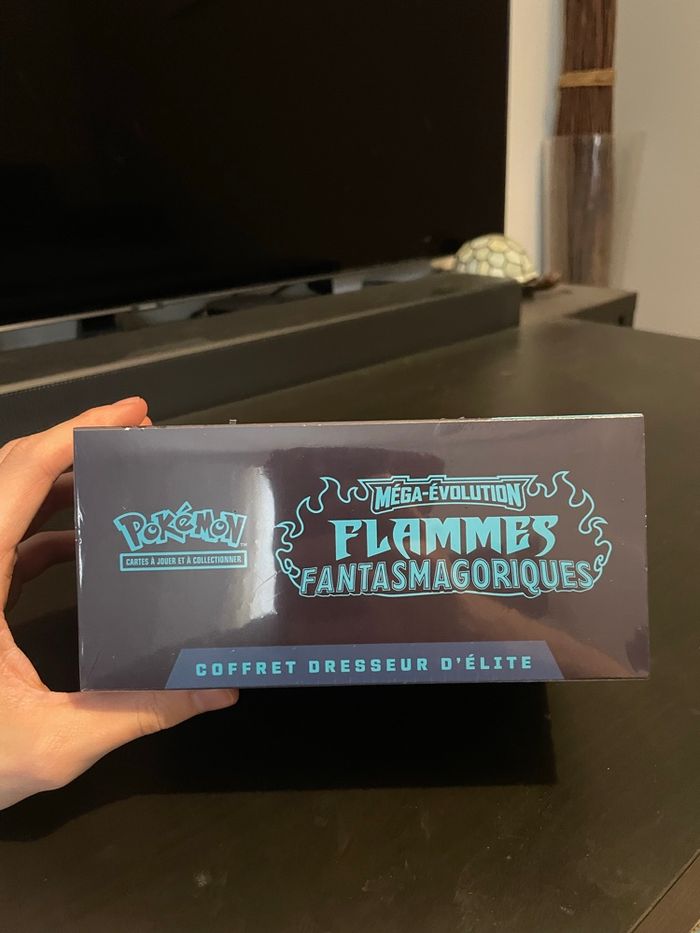 Pokémon
CARTES À JOUER ET À COLLECTIONNER
MÉGA-ÉVOLUTION
FLAMMES
FANTASMAGORIQUES
COFFRET DRESSEUR D'ÉLITE